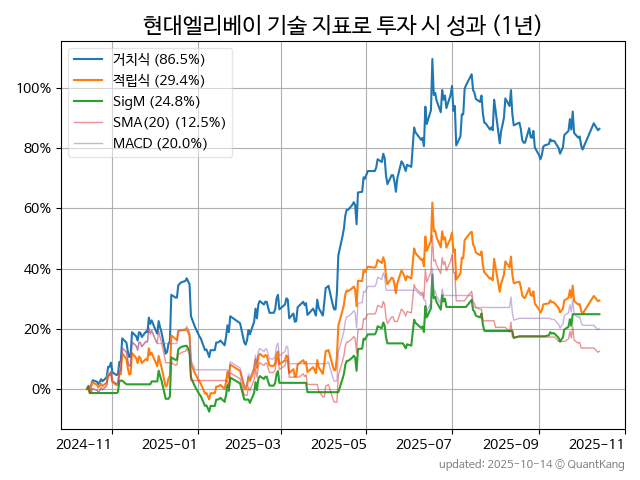 현대엘리베이 기술 지표로 투자 시 성과 (1년)
거치식 (86.5%)
적립식 (29.4%)
SigM (24.8%)
SMA(20) (12.5%)
MACD (20.0%)
100%
80%
60%
40%
20%
0%
2024-11 2025-01 2025-03 2025-05 2025-07 2025-09 2025-11
updated: 2025-10-14 © QuantKang